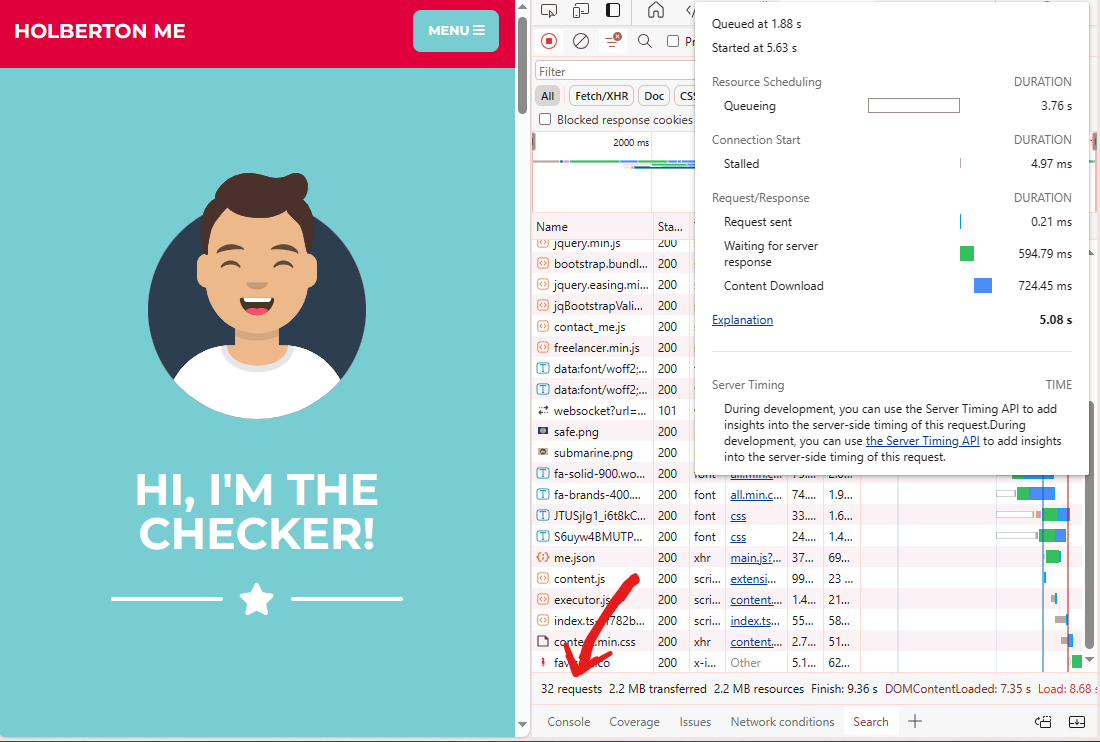 HOLBERTON ME
MENU
HI, I'M THE
CHECKER!
Filter
All
Fetch/XHR
Doc
Blocked response cookies
2000 ms
Name
Sta...
jquery.min.js 200
bootstrap.bundl... 200
jquery.easing.mi... 200
jqBootstrapVali... 200
contact_me.js 200
freelancer.min.js 200
data:font/woff2;... 200
data:font/woff2;... 200
websocket?url=... 101
safe.png 200
submarine.png 200
fa-solid-900.wo... 200 font all.min.c...
fa-brands-400.... 200 font all.min.c... 74.... 1.9...
JTUSjIg1_i6t8kC... 200 font css 33.... 1.6...
S6uyw4BMUTP... 200 font css 24.... 1.4...
me.json 200 xhr main.js?... 37... 69...
content.js 200 scri... extensi... 99... 23 ...
executor.js 200 scri... content.... 1.4... 21...
index.ts- 200 scri... index.ts... 55... 58...
content.min.css 200 xhr content.... 2.7... 51...
200 x-i... Other 5.1... 62...
32 requests 2.2 MB transferred 2.2 MB resources Finish: 9.36 s DOMContentLoaded: 7.35 s Load: 8.68 s
Console Coverage Issues Network conditions Search
Queued at 1.88 s
Started at 5.63 s
Resource Scheduling DURATION
Queueing 3.76 s
Connection Start DURATION
Stalled 4.97 ms
Request/Response DURATION
Request sent 0.21 ms
Waiting for server
response 594.79 ms
Content Download 724.45 ms
Explanation 5.08 s
Server Timing TIME
During development, you can use the Server Timing API to add
insights into the server-side timing of this request.During
development, you can use the Server Timing API to add insights
into the server-side timing of this request.